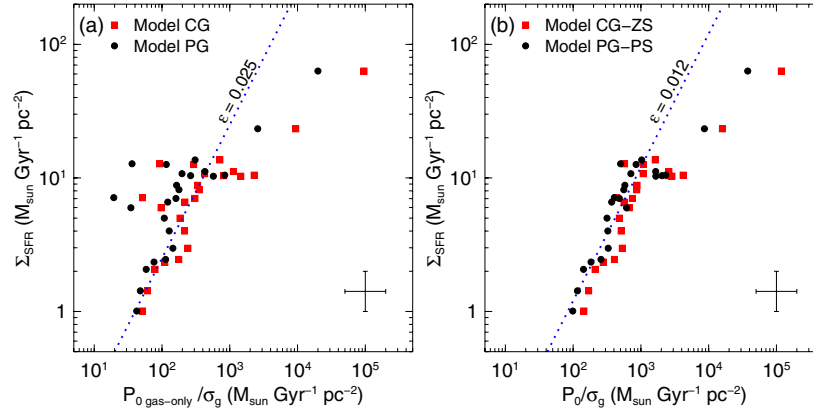 (a) Model CG
Model PG
ε = 0.025
10²
10¹
1
Σ_SFR (M_sun Gyr⁻¹ pc⁻²)
10¹ 10² 10³ 10⁴ 10⁵
P_0 gas−only /σ_g (M_sun Gyr⁻¹ pc⁻²)
(b) Model CG−ZS
Model PG−PS
ε = 0.012
10²
10¹
1
Σ_SFR (M_sun Gyr⁻¹ pc⁻²)
10¹ 10² 10³ 10⁴ 10⁵
P_0/σ_g (M_sun Gyr⁻¹ pc⁻²)